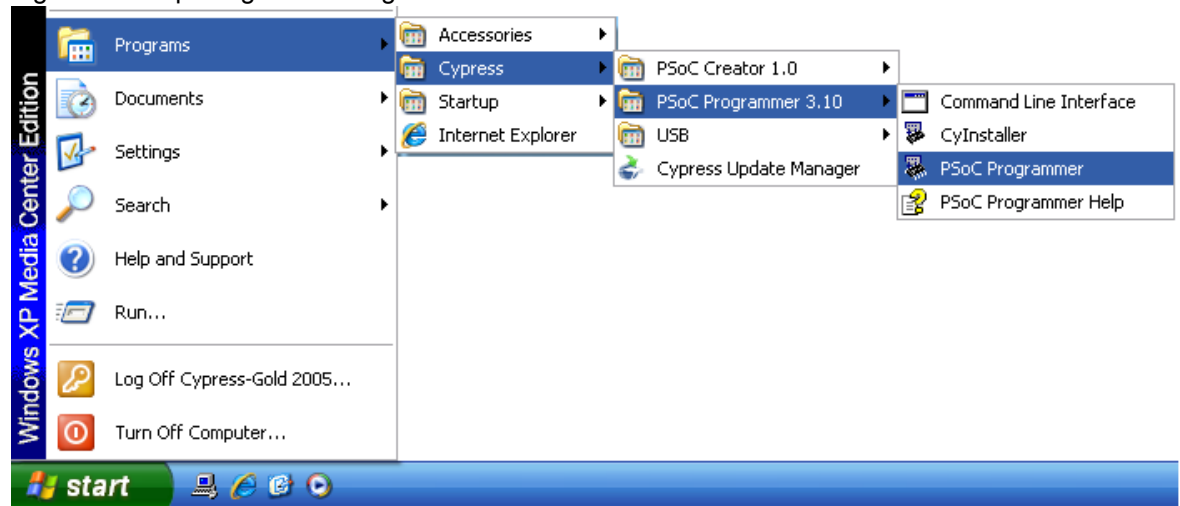 Programs
Documents
Settings
Search
Help and Support
Run...
Log Off Cypress-Gold 2005...
Turn Off Computer...
Windows XP Media Center Edition
start
Accessories
Cypress
Startup
Internet Explorer
PSoC Creator 1.0
PSoC Programmer 3.10
USB
Cypress Update Manager
Command Line Interface
CyInstaller
PSoC Programmer
PSoC Programmer Help